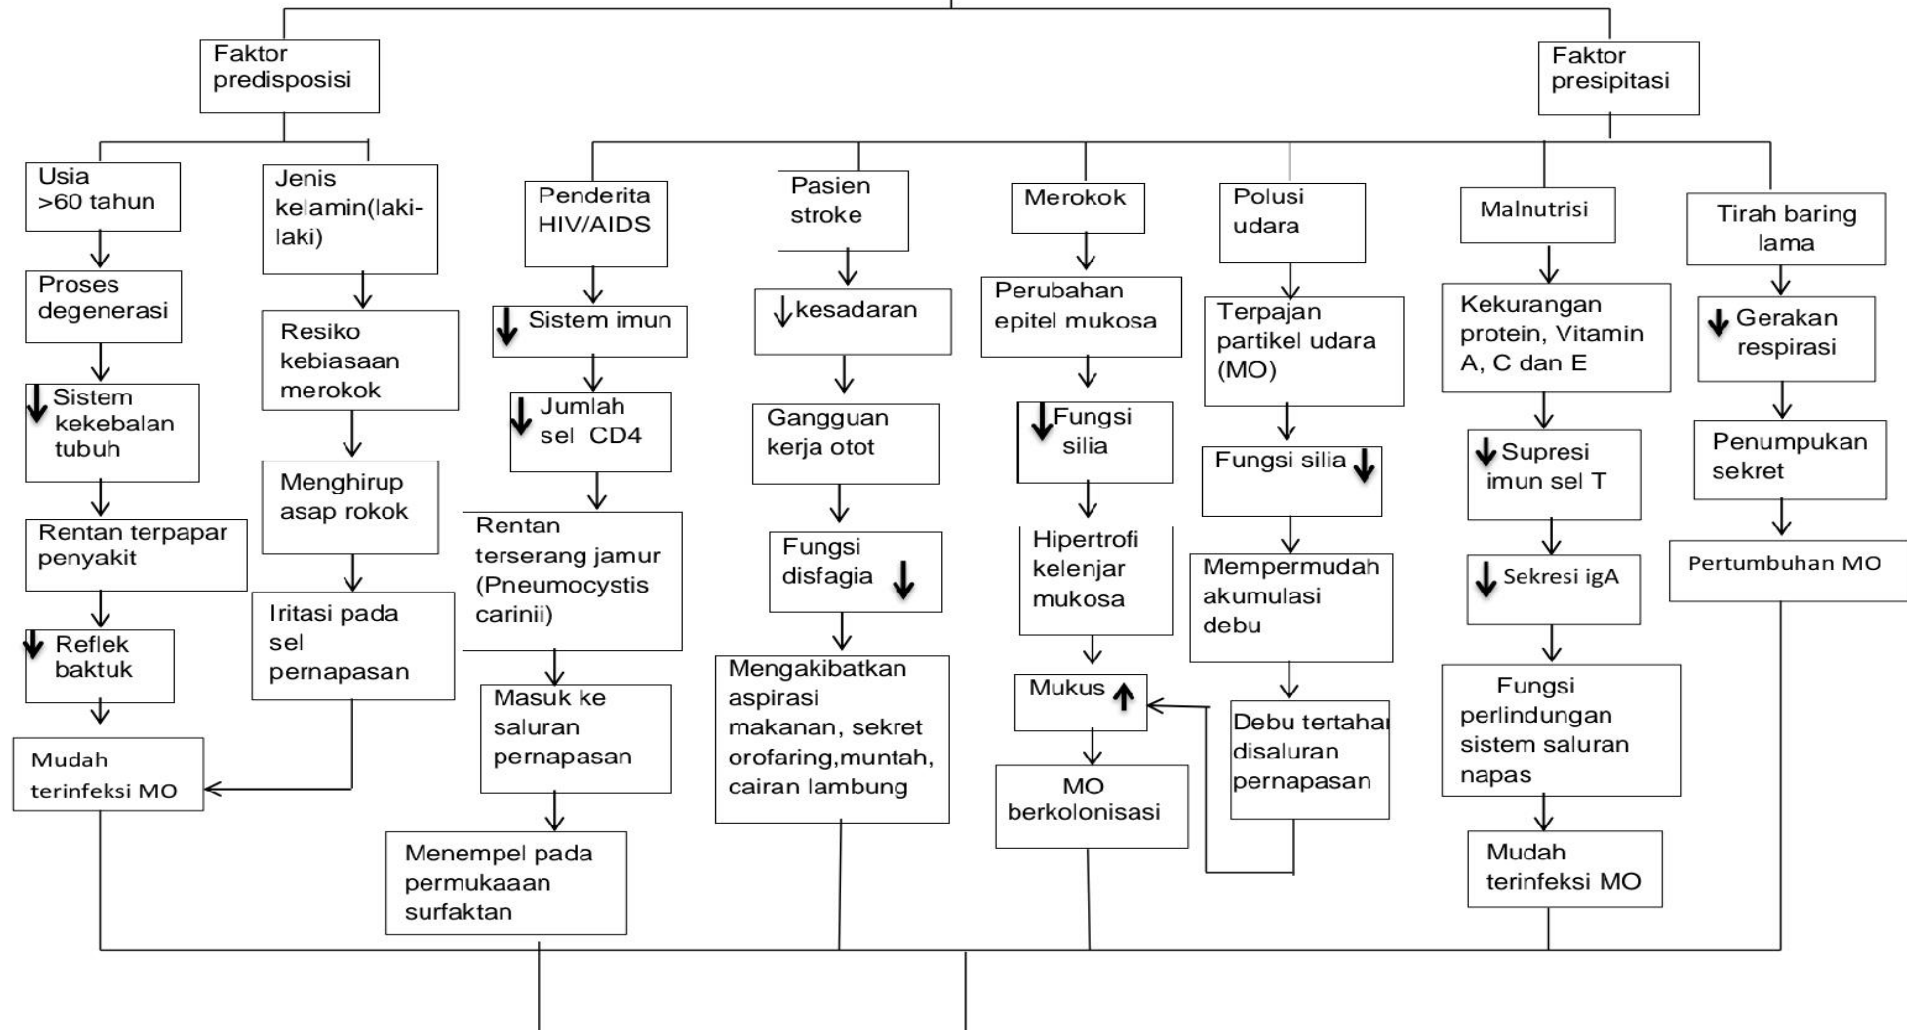 Faktor
predisposisi
Faktor
presipitasi
Usia
>60 tahun
Proses
degenerasi
↓ Sistem
kekebalan
tubuh
Rentan terpapar
penyakit
↓ Reflek
baktuk
Mudah
terinfeksi MO
Jenis
kelamin(laki-
laki)
Resiko
kebiasaan
merokok
Menghirup
asap rokok
Iritasi pada
sel
pernapasan
Penderita
HIV/AIDS
↓ Sistem imun
↓ Jumlah
sel CD4
Rentan
terserang jamur
(Pneumocystis
carinii)
Masuk ke
saluran
pernapasan
Menempel pada
permukaaan
surfaktan
Pasien
stroke
↓kesadaran
Gangguan
kerja otot
Fungsi
disfagia ↓
Mengakibatkan
aspirasi
makanan, sekret
orofaring,muntah,
cairan lambung
Merokok
Perubahan
epitel mukosa
↓Fungsi
silia
Hipertrofi
kelenjar
mukosa
Mukus ↑
MO
berkolonisasi
Polusi
udara
Terpajan
partikel udara
(MO)
Fungsi silia ↓
Mempermudah
akumulasi
debu
Debu tertahan
disaluran
pernapasan
Malnutrisi
Kekurangan
protein, Vitamin
A, C dan E
↓ Supresi
imun sel T
↓ Sekresi igA
Fungsi
perlindungan
sistem saluran
napas
Mudah
terinfeksi MO
Tirah baring
lama
↓ Gerakan
respirasi
Penumpukan
sekret
Pertumbuhan MO